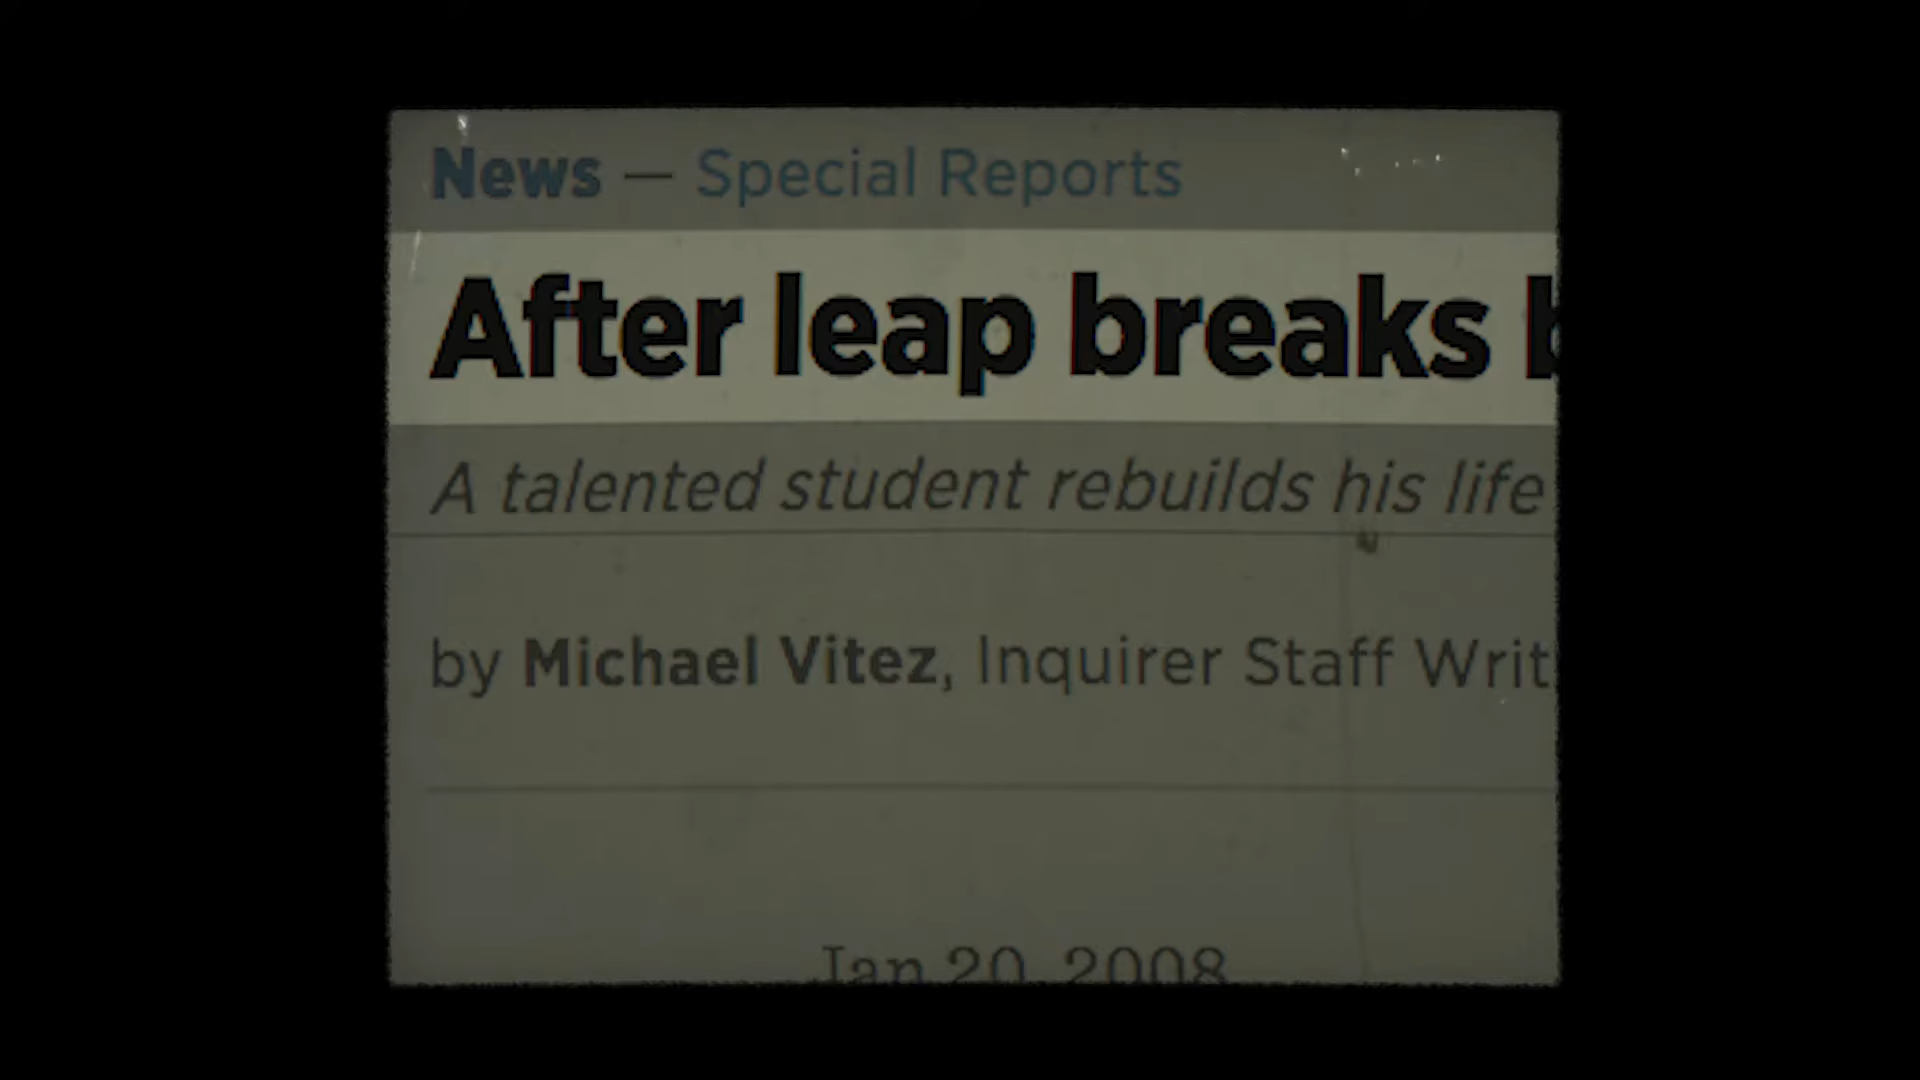 News — Special Reports
After leap breaks
A talented student rebuilds his life
by Michael Vitez, Inquirer Staff Writ
Jan 20, 2008